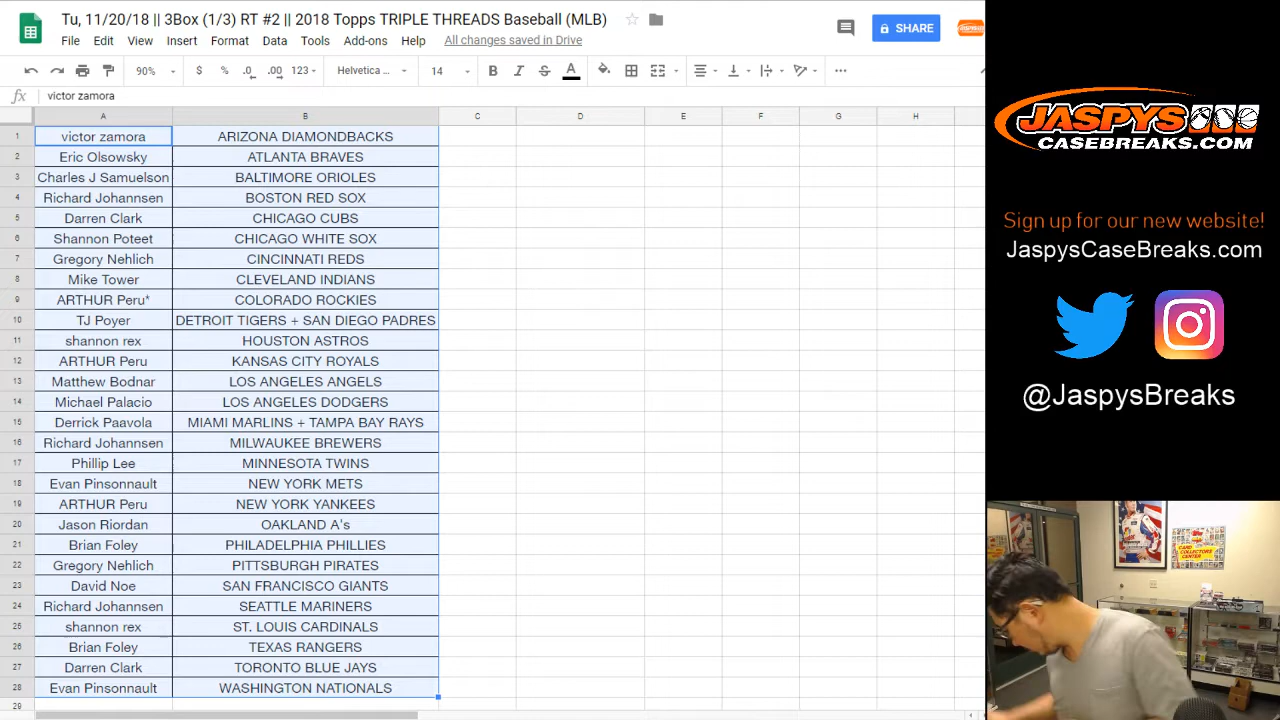 Tu, 11/20/18 || 3Box (1/3) RT #2 || 2018 Topps TRIPLE THREADS Baseball (MLB)
File Edit View Insert Format Data Tools Add-ons Help All changes saved in Drive
SHARE
90% $ % .0 .00 123 Helvetica ... 14 B I S A
fx victor zamora
A B C D E F G H
1 victor zamora ARIZONA DIAMONDBACKS
2 Eric Olsowsky ATLANTA BRAVES
3 Charles J Samuelson BALTIMORE ORIOLES
4 Richard Johannsen BOSTON RED SOX
5 Darren Clark CHICAGO CUBS
6 Shannon Poteet CHICAGO WHITE SOX
7 Gregory Nehlich CINCINNATI REDS
8 Mike Tower CLEVELAND INDIANS
9 ARTHUR Peru* COLORADO ROCKIES
10 TJ Poyer DETROIT TIGERS + SAN DIEGO PADRES
11 shannon rex HOUSTON ASTROS
12 ARTHUR Peru KANSAS CITY ROYALS
13 Matthew Bodnar LOS ANGELES ANGELS
14 Michael Palacio LOS ANGELES DODGERS
15 Derrick Paavola MIAMI MARLINS + TAMPA BAY RAYS
16 Richard Johannsen MILWAUKEE BREWERS
17 Phillip Lee MINNESOTA TWINS
18 Evan Pinsonnault NEW YORK METS
19 ARTHUR Peru NEW YORK YANKEES
20 Jason Riordan OAKLAND A's
21 Brian Foley PHILADELPHIA PHILLIES
22 Gregory Nehlich PITTSBURGH PIRATES
23 David Noe SAN FRANCISCO GIANTS
24 Richard Johannsen SEATTLE MARINERS
25 shannon rex ST. LOUIS CARDINALS
26 Brian Foley TEXAS RANGERS
27 Darren Clark TORONTO BLUE JAYS
28 Evan Pinsonnault WASHINGTON NATIONALS
29
JASPYS
CASEBREAKS.COM
Sign up for our new website!
JaspysCaseBreaks.com
@JaspysBreaks
CARD COLLECTORS CENTER